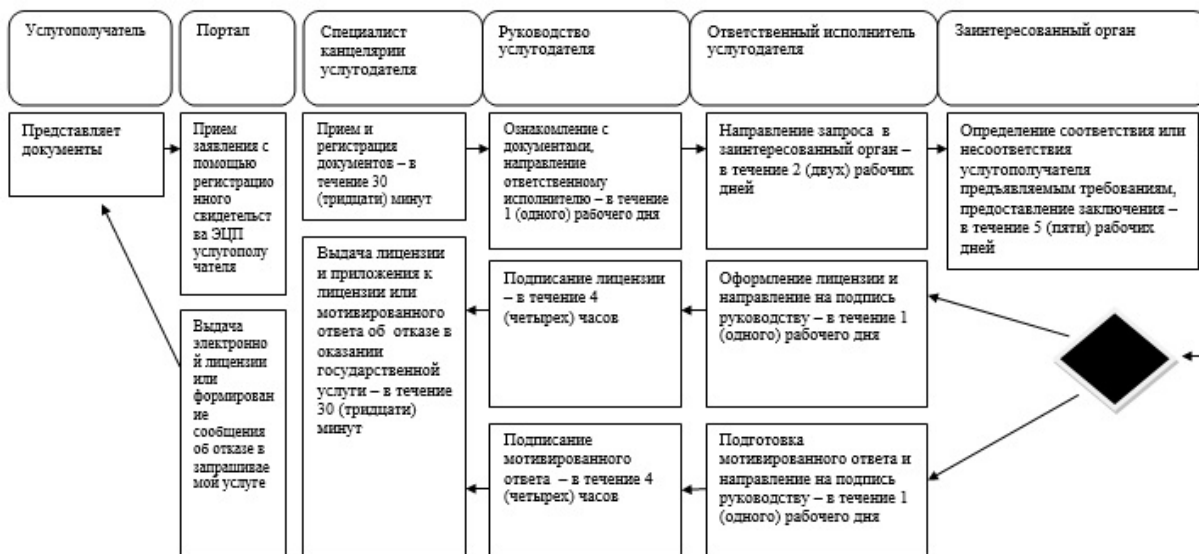 Услугополучатель
Портал
Специалист
канцелярии
услугодателя
Руководство
услугодателя
Ответственный исполнитель
услугодателя
Заинтересованный орган
Представляет
документы
Прием
заявления с
помощью
регистрацио
нного
свидетельст
ва ЭЦП
услугополу
чателя
Прием и
регистрация
документов – в
течение 30
(тридцати) минут
Ознакомление с
документами,
направление
ответственному
исполнителю – в течение
1 (одного) рабочего дня
Направление запроса в
заинтересованный орган –
в течение 2 (двух) рабочих
дней
Определение соответствия или
несоответствия
услугополучателя
предъявляемым требованиям,
предоставление заключения –
в течение 5 (пяти) рабочих
дней
Выдача
электронно
й лицензии
или
формирован
ие
сообщения
об отказе в
запрашивае
мой услуге
Выдача лицензии
и приложения к
лицензии или
мотивированного
ответа об отказе в
оказании
государственной
услуги – в течение
30 (тридцати)
минут
Подписание лицензии
– в течение 4
(четырех) часов
Оформление лицензии и
направление на подпись
руководству – в течение 1
(одного) рабочего дня
Подписание
мотивированного
ответа – в течение 4
(четырех) часов
Подготовка
мотивированного ответа и
направление на подпись
руководству – в течение 1
(одного) рабочего дня